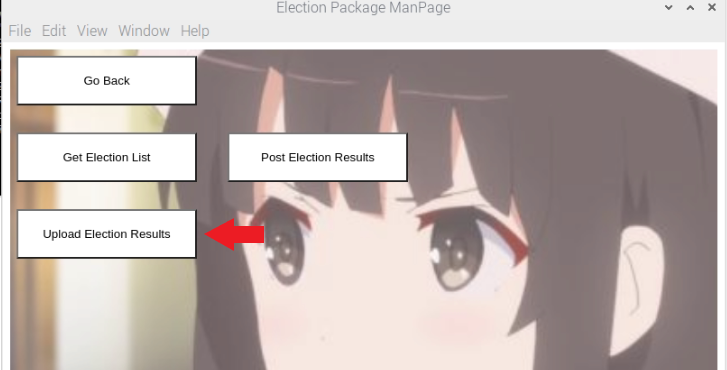 Election Package ManPage
File Edit View Window Help
Go Back
Get Election List Post Election Results
Upload Election Results